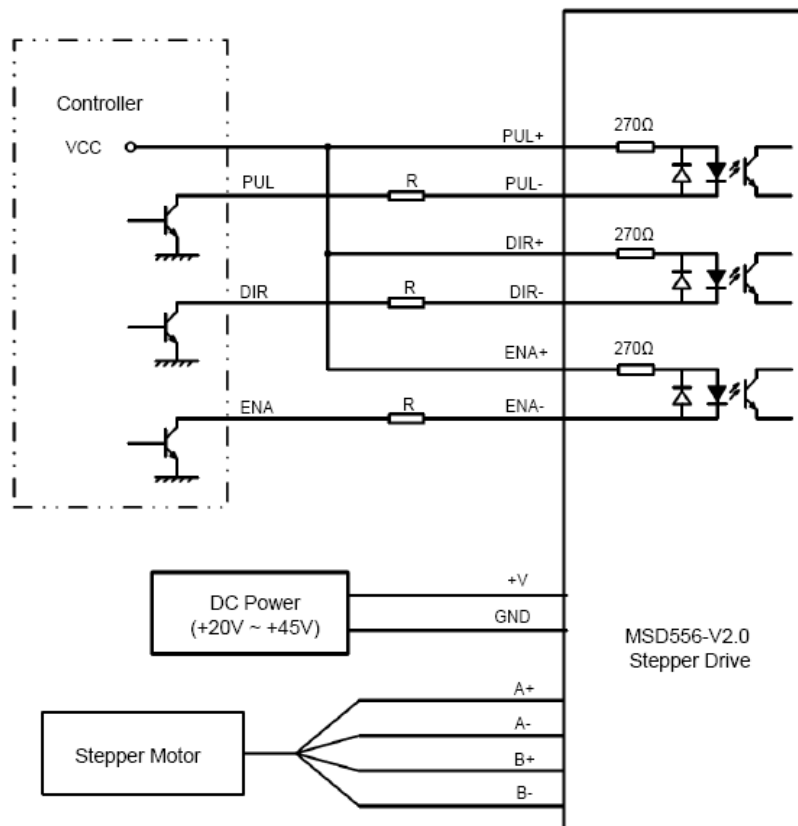 Controller
VCC
PUL+
270Ω
PUL
R
PUL-
DIR+
270Ω
DIR
R
DIR-
ENA+
270Ω
ENA
R
ENA-
DC Power
(+20V ~ +45V)
+V
GND
MSD556-V2.0
Stepper Drive
Stepper Motor
A+
A-
B+
B-